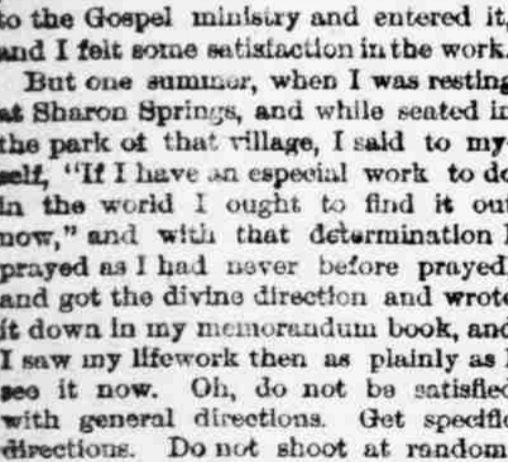 to the Gospel ministry and entered it,
and I felt some satisfaction in the work.
But one summer, when I was resting
at Sharon Springs, and while seated in
the park of that village, I said to my-
self, "If I have an especial work to do
in the world I ought to find it out
now," and with that determination I
prayed as I had never before prayed
and got the divine direction and wrote
it down in my memorandum book, and
I saw my lifework then as plainly as I
see it now. Oh, do not be satisfied
with general directions. Get specific
directions. Do not shoot at random.